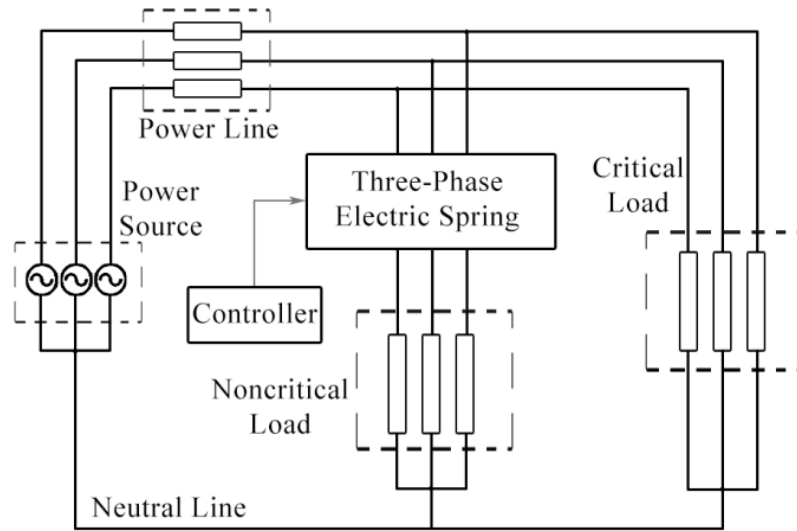 Power Line
Power
Source
Three-Phase
Electric Spring
Critical
Load
Controller
Noncritical
Load
Neutral Line